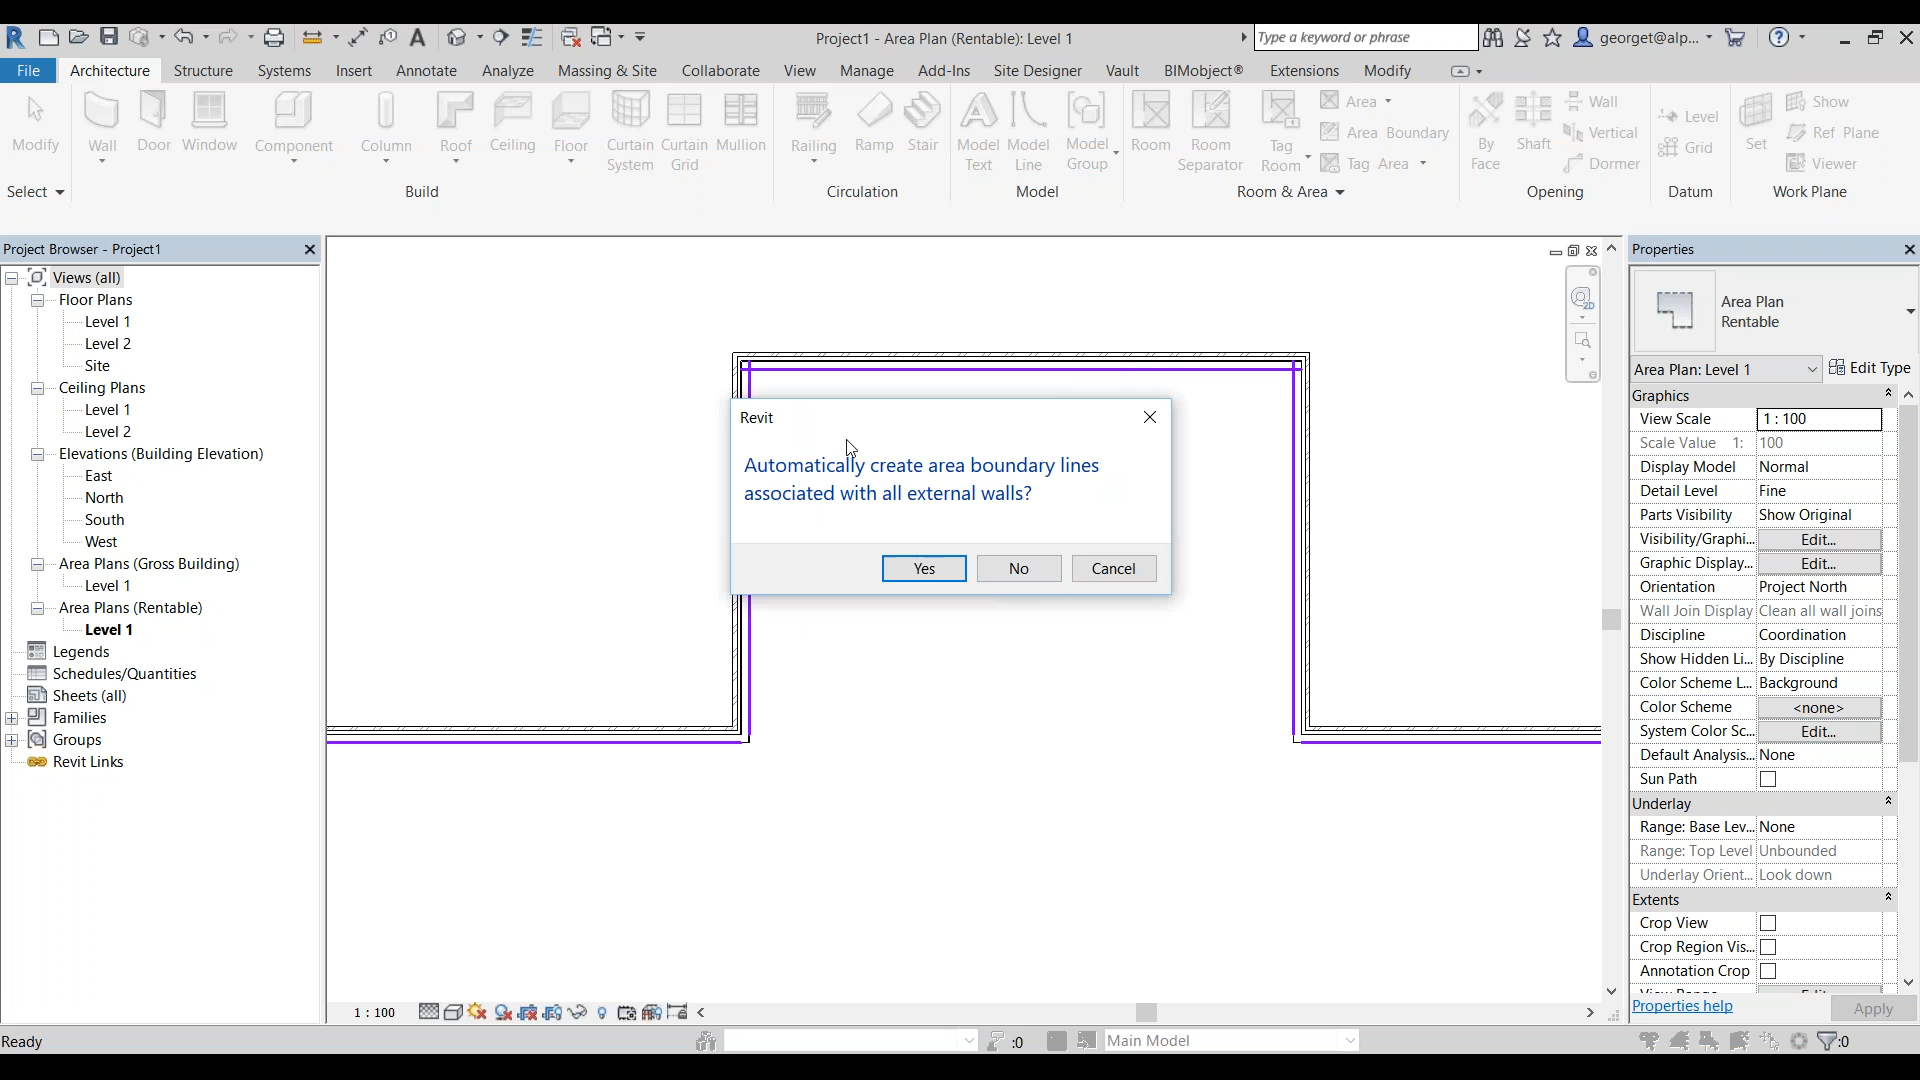 Project1 - Area Plan (Rentable): Level 1
Type a keyword or phrase
georget@alp...
File Architecture Structure Systems Insert Annotate Analyze Massing & Site Collaborate View Manage Add-Ins Site Designer Vault BIMobject® Extensions Modify
Modify
Select
Wall Door Window Component Column Roof Ceiling Floor Curtain System Curtain Grid Mullion
Build
Railing Ramp Stair
Circulation
Model Text Model Line Model Group
Model
Room Room Separator Tag Room
Area
Area Boundary
Tag Area
Room & Area
By Face Shaft
Wall
Vertical
Dormer
Opening
Level
Grid
Datum
Set
Show
Ref Plane
Viewer
Work Plane
Project Browser - Project1
Views (all)
Floor Plans
Level 1
Level 2
Site
Ceiling Plans
Level 1
Level 2
Elevations (Building Elevation)
East
North
South
West
Area Plans (Gross Building)
Level 1
Area Plans (Rentable)
Level 1
Legends
Schedules/Quantities
Sheets (all)
Families
Groups
Revit Links
2D
Revit
Automatically create area boundary lines
associated with all external walls?
Yes No Cancel
Properties
Area Plan
Rentable
Area Plan: Level 1 Edit Type
Graphics
View Scale 1 : 100
Scale Value 1: 100
Display Model Normal
Detail Level Fine
Parts Visibility Show Original
Visibility/Graphi... Edit...
Graphic Display... Edit...
Orientation Project North
Wall Join Display Clean all wall joins
Discipline Coordination
Show Hidden Li... By Discipline
Color Scheme L... Background
Color Scheme <none>
System Color Sc... Edit...
Default Analysis... None
Sun Path
Underlay
Range: Base Lev... None
Range: Top Level Unbounded
Underlay Orient... Look down
Extents
Crop View
Crop Region Vis...
Annotation Crop
Properties help Apply
1 : 100
Ready
:0
Main Model
:0